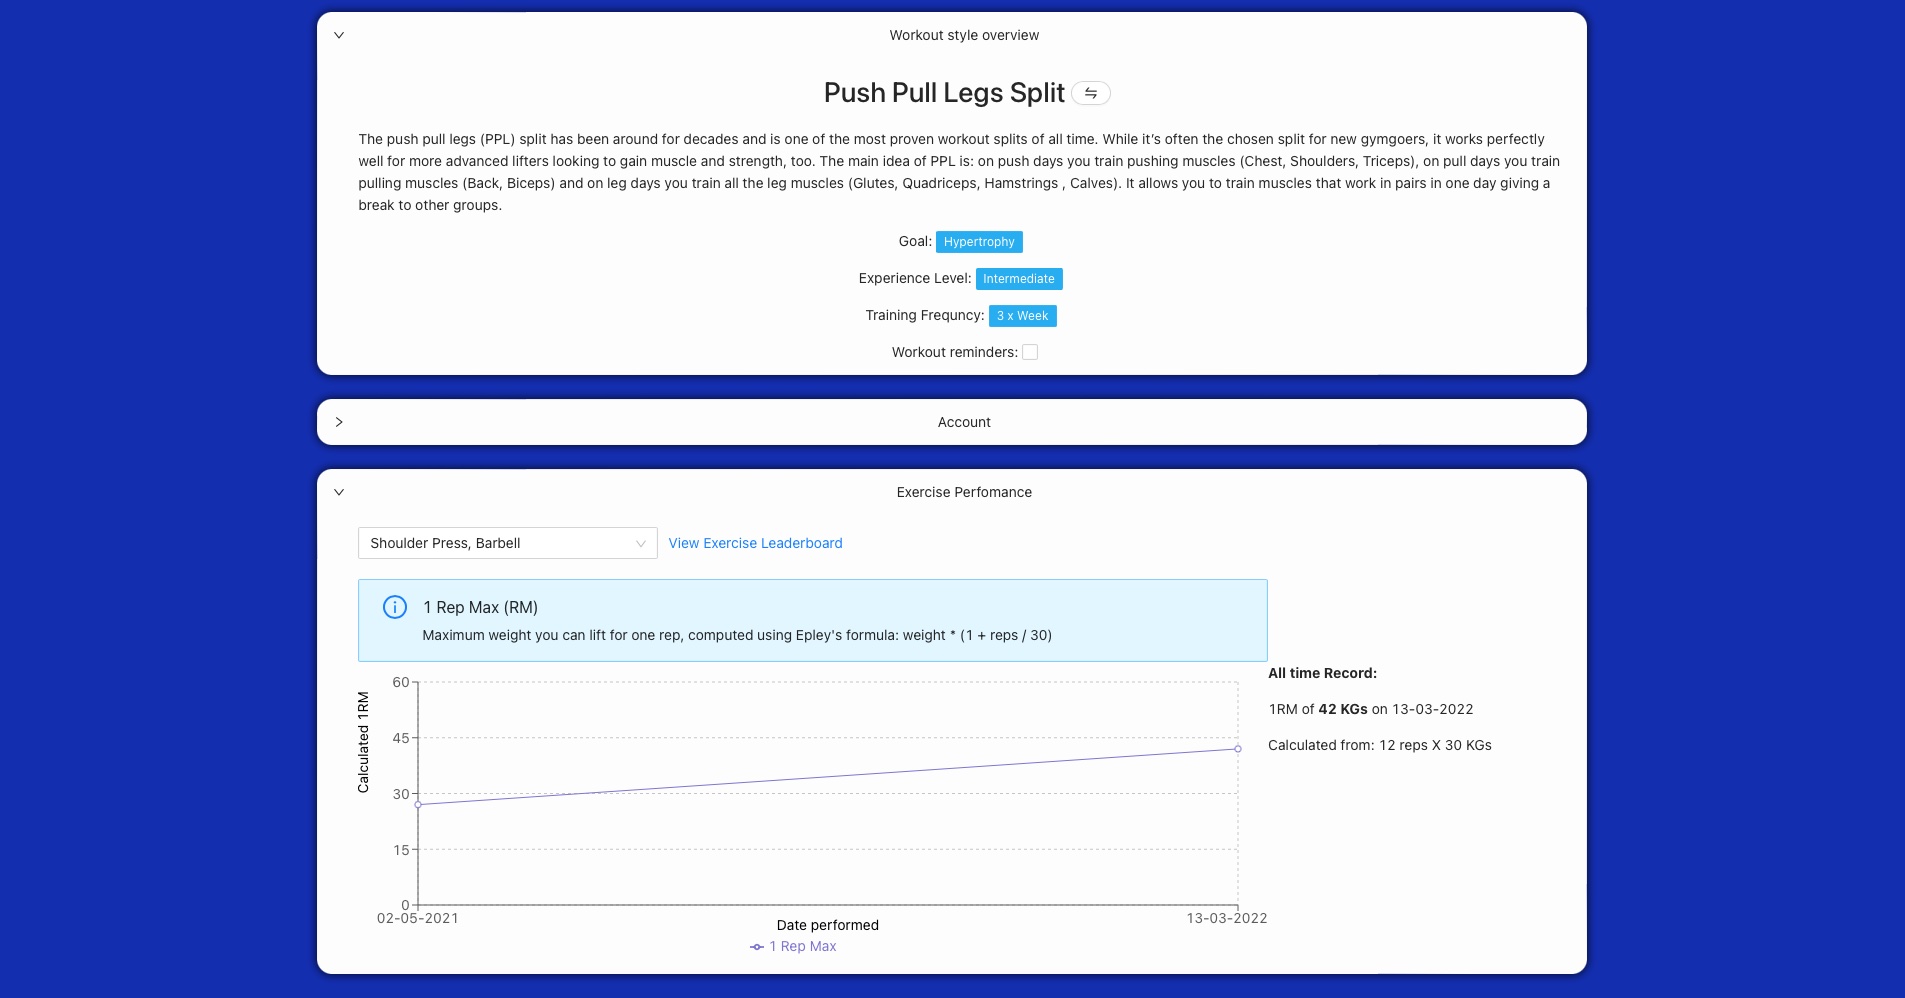 Workout style overview
Push Pull Legs Split
The push pull legs (PPL) split has been around for decades and is one of the most proven workout splits of all time. While it’s often the chosen split for new gymgoers, it works perfectly
well for more advanced lifters looking to gain muscle and strength, too. The main idea of PPL is: on push days you train pushing muscles (Chest, Shoulders, Triceps), on pull days you train
pulling muscles (Back, Biceps) and on leg days you train all the leg muscles (Glutes, Quadriceps, Hamstrings , Calves). It allows you to train muscles that work in pairs in one day giving a
break to other groups.
Goal: Hypertrophy
Experience Level: Intermediate
Training Frequncy: 3 x Week
Workout reminders:
Account
Exercise Perfomance
Shoulder Press, Barbell
View Exercise Leaderboard
1 Rep Max (RM)
Maximum weight you can lift for one rep, computed using Epley's formula: weight * (1 + reps / 30)
All time Record:
1RM of 42 KGs on 13-03-2022
Calculated from: 12 reps X 30 KGs
Calculated 1RM
60
45
30
15
0
02-05-2021
13-03-2022
Date performed
1 Rep Max